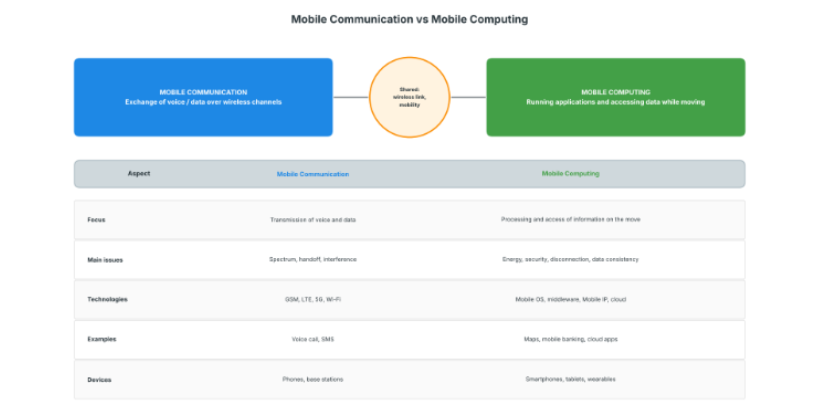 Mobile Communication vs Mobile Computing
MOBILE COMMUNICATION
Exchange of voice / data over wireless channels
Shared:
wireless link,
mobility
MOBILE COMPUTING
Running applications and accessing data while moving
Aspect Mobile Communication Mobile Computing
Focus Transmission of voice and data Processing and access of information on the move
Main issues Spectrum, handoff, interference Energy, security, disconnection, data consistency
Technologies GSM, LTE, 5G, Wi-Fi Mobile OS, middleware, Mobile IP, cloud
Examples Voice call, SMS Maps, mobile banking, cloud apps
Devices Phones, base stations Smartphones, tablets, wearables